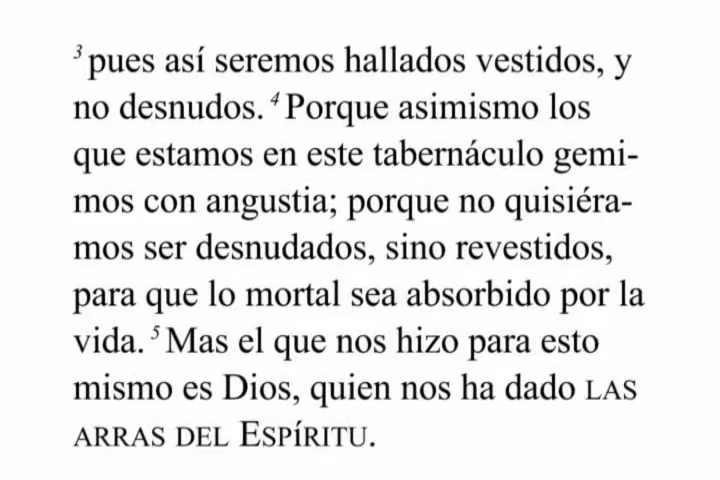 3 pues así seremos hallados vestidos, y
no desnudos. 4 Porque asimismo los
que estamos en este tabernáculo gemi-
mos con angustia; porque no quisiéra-
mos ser desnudados, sino revestidos,
para que lo mortal sea absorbido por la
vida. 5 Mas el que nos hizo para esto
mismo es Dios, quien nos ha dado LAS
ARRAS DEL ESPÍRITU.